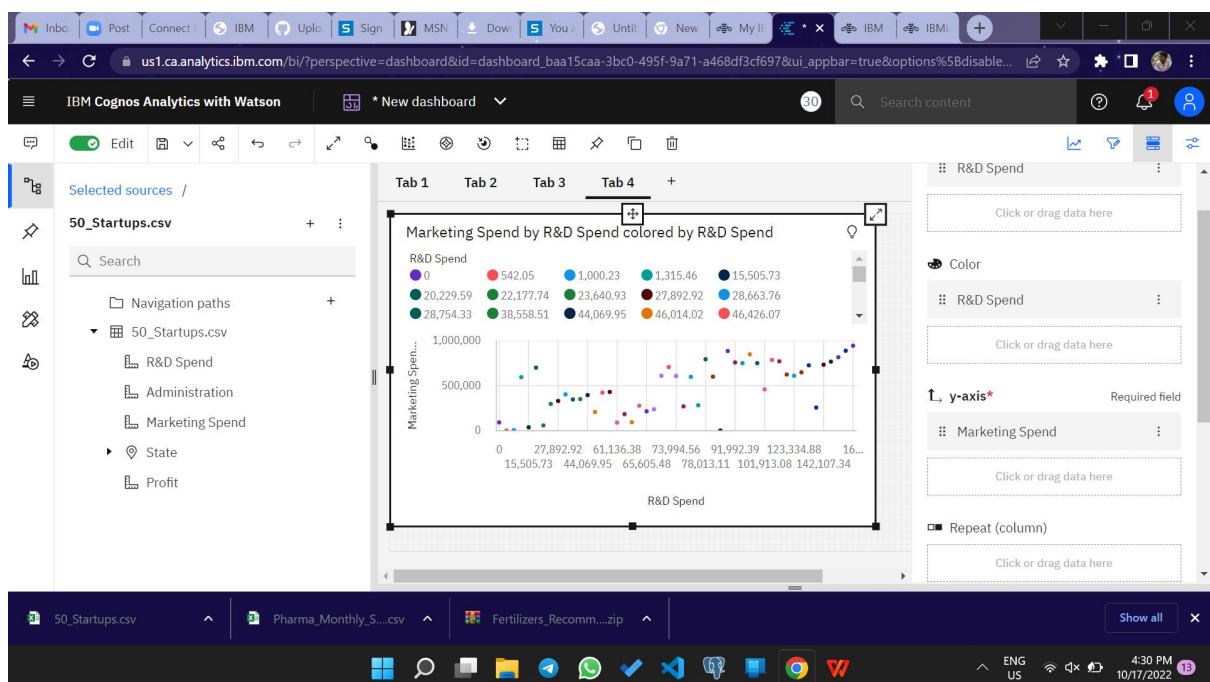 Inbo Post Connect IBM Uplo Sign MSN Dow You a Untit New My IE * IBM IBM
us1.ca.analytics.ibm.com/bi/?perspective=dashboard&id=dashboard_baa15caa-3bc0-495f-9a71-a468df3cf697&ui_appbar=true&options%5Bdisable...
IBM Cognos Analytics with Watson * New dashboard 30 Search content 1
Edit
Selected sources /
50_Startups.csv
Search
Navigation paths
50_Startups.csv
R&D Spend
Administration
Marketing Spend
State
Profit
Tab 1 Tab 2 Tab 3 Tab 4 +
Marketing Spend by R&D Spend colored by R&D Spend
R&D Spend
0 542.05 1,000.23 1,315.46 15,505.73
20,229.59 22,177.74 23,640.93 27,892.92 28,663.76
28,754.33 38,558.51 44,069.95 46,014.02 46,426.07
Marketing Spen...
1,000,000
500,000
0
0 27,892.92 61,136.38 73,994.56 91,992.39 123,334.88 16...
15,505.73 44,069.95 65,605.48 78,013.11 101,913.08 142,107.34
R&D Spend
R&D Spend
Click or drag data here
Color
R&D Spend
Click or drag data here
y-axis* Required field
Marketing Spend
Click or drag data here
Repeat (column)
Click or drag data here
50_Startups.csv Pharma_Monthly_S....csv Fertilizers_Recomm....zip Show all
ENG
US
4:30 PM
10/17/2022
13